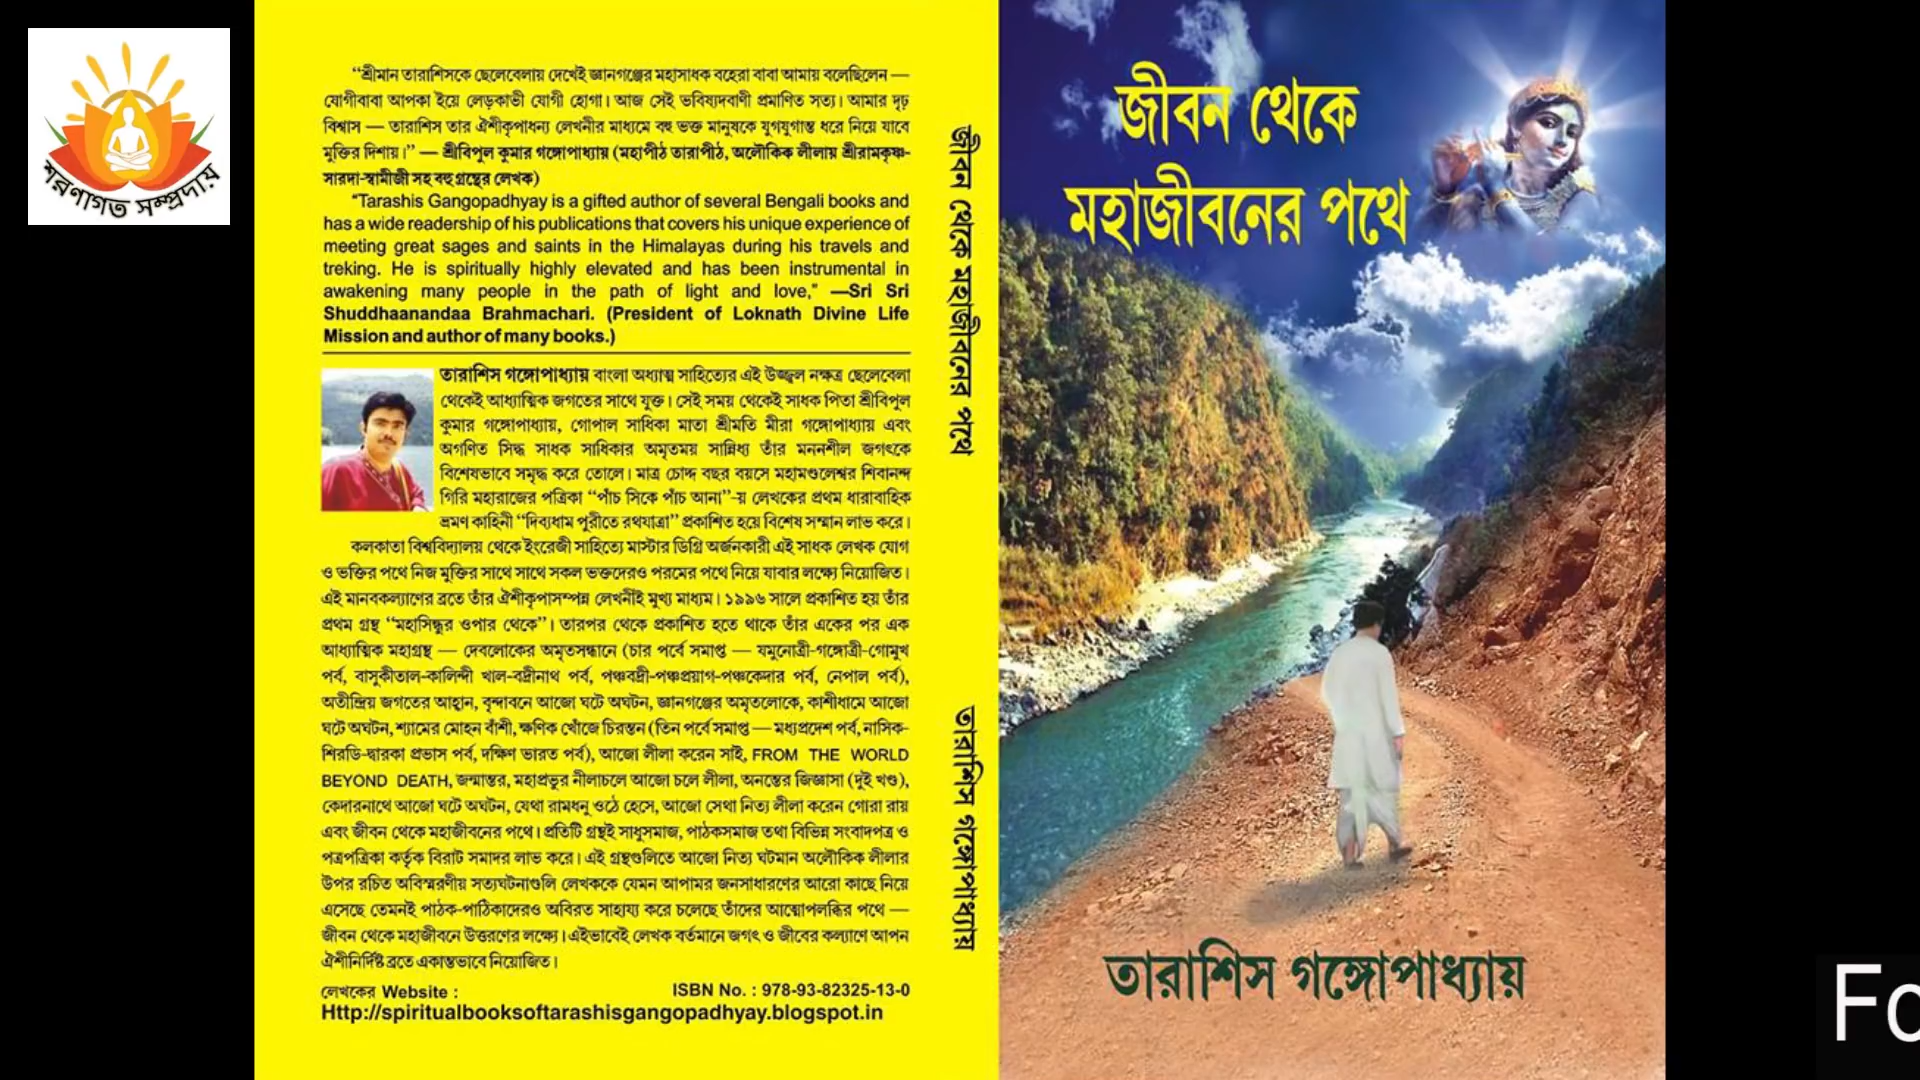 শরণাগত সম্প্রদায়
“শ্রীমান তারাশিসকে ছেলেবেলায় দেখেই জ্ঞানগঞ্জের মহাসাধক বহেরা বাবা আমায় বলেছিলেন —
যোগীবাবা আপকা ইয়ে লেড়কাভী যোগী হোগা। আজ সেই ভবিষ্যদবাণী প্রমাণিত সত্য। আমার দৃঢ়
বিশ্বাস — তারাশিস তার ঐশীকৃপাধন্য লেখনীর মাধ্যমে বহু ভক্ত মানুষকে যুগযুগান্ত ধরে নিয়ে যাবে
মুক্তির দিশায়।” — শ্রীবিপুল কুমার গঙ্গোপাধ্যায় (মহাপীঠ তারাপীঠ, অলৌকিক লীলায় শ্রীরামকৃষ্ণ-
সারদা-স্বামীজী সহ বহু গ্রন্থের লেখক)
“Tarashis Gangopadhyay is a gifted author of several Bengali books and
has a wide readership of his publications that covers his unique experience of
meeting great sages and saints in the Himalayas during his travels and
treking. He is spiritually highly elevated and has been instrumental in
awakening many people in the path of light and love,” —Sri Sri
Shuddhaanandaa Brahmachari. (President of Loknath Divine Life
Mission and author of many books.)
তারাশিস গঙ্গোপাধ্যায় বাংলা অধ্যাত্ম সাহিত্যের এই উজ্জ্বল নক্ষত্র ছেলেবেলা
থেকেই আধ্যাত্মিক জগতের সাথে যুক্ত। সেই সময় থেকেই সাধক পিতা শ্রীবিপুল
কুমার গঙ্গোপাধ্যায়, গোপাল সাধিকা মাতা শ্রীমতি মীরা গঙ্গোপাধ্যায় এবং
অগণিত সিদ্ধ সাধক সাধিকার অমৃতময় সান্নিধ্য তাঁর মননশীল জগৎকে
বিশেষভাবে সমৃদ্ধ করে তোলে। মাত্র চোদ্দ বছর বয়সে মহামণ্ডলেশ্বর শিবানন্দ
গিরি মহারাজের পত্রিকা “পাঁচ সিকে পাঁচ আনা”-য় লেখকের প্রথম ধারাবাহিক
ভ্রমণ কাহিনী “দিব্যধাম পুরীতে রথযাত্রা” প্রকাশিত হয়ে বিশেষ সম্মান লাভ করে।
কলকাতা বিশ্ববিদ্যালয় থেকে ইংরেজী সাহিত্যে মাস্টার ডিগ্রি অর্জনকারী এই সাধক লেখক যোগ
ও ভক্তির পথে নিজ মুক্তির সাথে সাথে সকল ভক্তদেরও পরমের পথে নিয়ে যাবার লক্ষ্যে নিয়োজিত।
এই মানবকল্যাণের ব্রতে তাঁর ঐশীকৃপাসম্পন্ন লেখনীই মুখ্য মাধ্যম। ১৯৯৬ সালে প্রকাশিত হয় তাঁর
প্রথম গ্রন্থ “মহাসিন্ধুর ওপার থেকে”। তারপর থেকে প্রকাশিত হতে থাকে তাঁর একের পর এক
আধ্যাত্মিক মহাগ্রন্থ — দেবলোকের অমৃতসন্ধানে (চার পর্বে সমাপ্ত — যমুনোত্রী-গঙ্গোত্রী-গোমুখ
পর্ব, বাসুকীতাল-কালিন্দী খাল-বদ্রীনাথ পর্ব, পঞ্চবদ্রী-পঞ্চপ্রয়াগ-পঞ্চকেদার পর্ব, নেপাল পর্ব),
অতীন্দ্রিয় জগতের আহ্বান, বৃন্দাবনে আজো ঘটে অঘটন, জ্ঞানগঞ্জের অমৃতলোকে, কাশীধামে আজো
ঘটে অঘটন, শ্যামের মোহন বাঁশী, ক্ষণিক খোঁজে চিরন্তন (তিন পর্বে সমাপ্ত — মধ্যপ্রদেশ পর্ব, নাসিক-
শিরডি-দ্বারকা প্রভাস পর্ব, দক্ষিণ ভারত পর্ব), আজো লীলা করেন সাই, FROM THE WORLD
BEYOND DEATH, জন্মান্তর, মহাপ্রভুর নীলাচলে আজো চলে লীলা, অনন্তের জিজ্ঞাসা (দুই খণ্ড),
কেদারনাথে আজো ঘটে অঘটন, যেথা রামধনু ওঠে হেসে, আজো সেথা নিত্য লীলা করেন গোরা রায়
এবং জীবন থেকে মহাজীবনের পথে। প্রতিটি গ্রন্থই সাধুসমাজ, পাঠকসমাজ তথা বিভিন্ন সংবাদপত্র ও
পত্রপত্রিকা কর্তৃক বিরাট সমাদর লাভ করে। এই গ্রন্থগুলিতে আজো নিত্য ঘটমান অলৌকিক লীলার
উপর রচিত অবিস্মরণীয় সত্যঘটনাগুলি লেখককে যেমন আপামর জনসাধারণের আরো কাছে নিয়ে
এসেছে তেমনই পাঠক-পাঠিকাদেরও অবিরত সাহায্য করে চলেছে তাঁদের আত্মোপলব্ধির পথে —
জীবন থেকে মহাজীবনে উত্তরণের লক্ষ্যে। এইভাবেই লেখক বর্তমানে জগৎ ও জীবের কল্যাণে আপন
ঐশীনির্দিষ্ট ব্রতে একান্তভাবে নিয়োজিত।
লেখকের Website : ISBN No. : 978-93-82325-13-0
Http://spiritualbooksoftarashisgangopadhyay.blogspot.in
জীবন থেকে মহাজীবনের পথে
তারাশিস গঙ্গোপাধ্যায়
জীবন থেকে
মহাজীবনের পথে
তারাশিস গঙ্গোপাধ্যায়